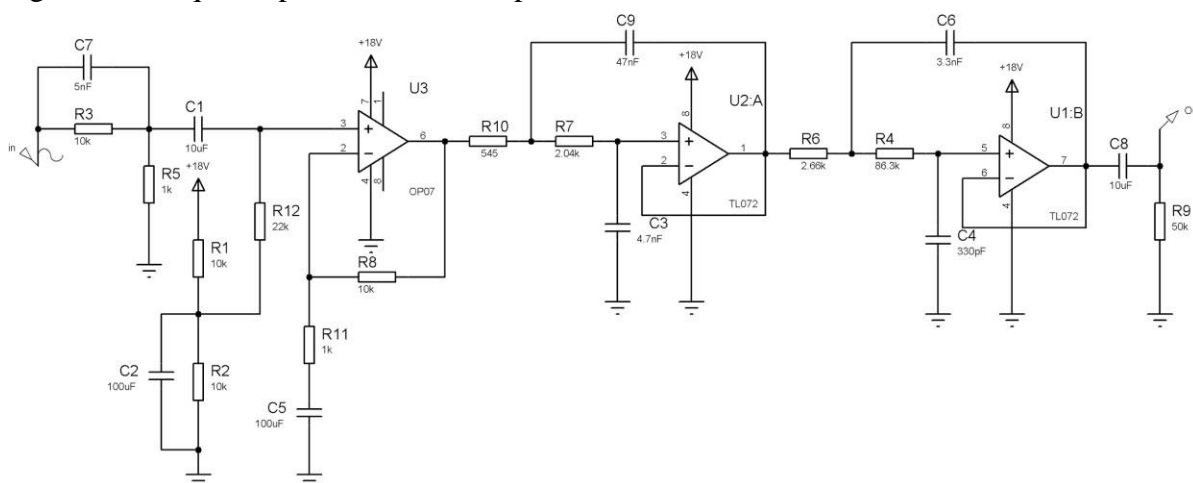 C7
5nF
R3
10k
in
C1
10uF
R5
1k
+18V
R12
22k
R1
10k
C2
100uF
R2
10k
+18V
U3
7
1
3
2
6
4
8
OP07
R8
10k
R11
1k
C5
100uF
R10
545
R7
2.04k
C9
47nF
+18V
U2:A
8
3
2
1
4
TL072
C3
4.7nF
R6
2.66k
R4
86.3k
C6
3.3nF
+18V
U1:B
8
5
6
7
4
TL072
C4
330pF
C8
10uF
R9
50k